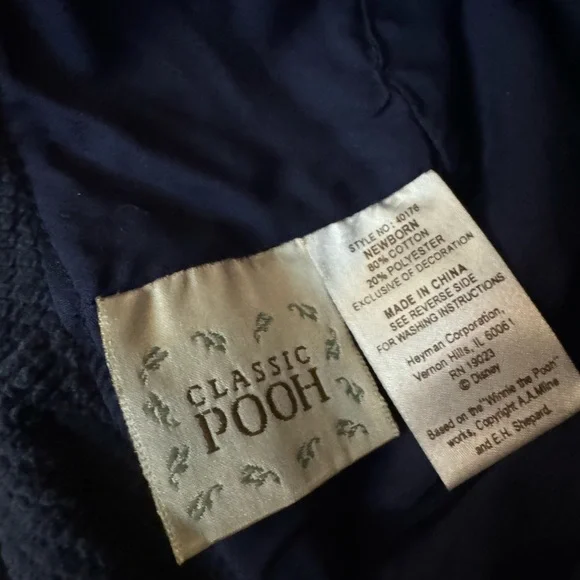 CLASSIC
POOH
STYLE NO: 40176
NEWBORN
80% COTTON
20% POLYESTER
EXCLUSIVE OF DECORATION
MADE IN CHINA
SEE REVERSE SIDE
FOR WASHING INSTRUCTIONS
Heyman Corporation,
Vernon Hills, IL 60061
RN 19023
© Disney
Based on the "Winnie the Pooh"
works, Copyright A.A.Milne
and E.H. Shepard.